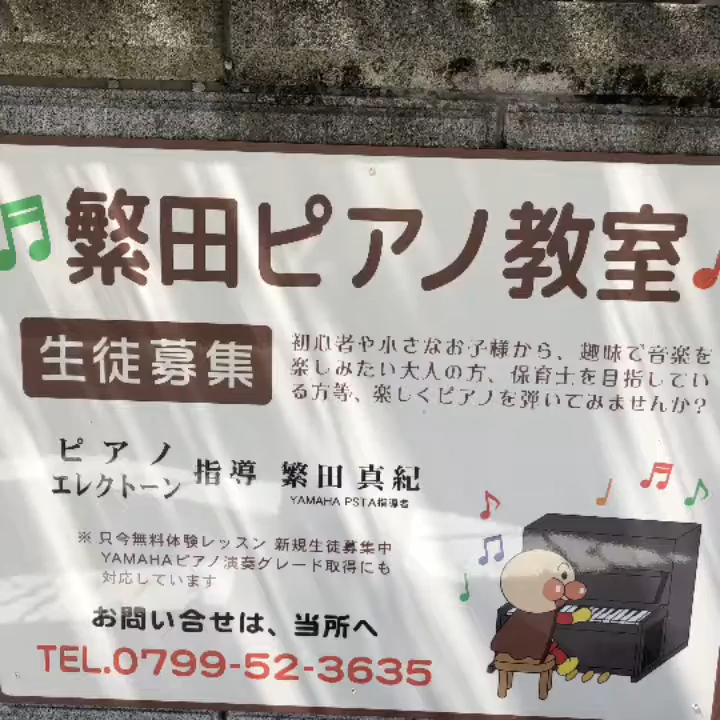 繁田ピアノ教室
生徒募集
初心者や小さなお子様から、趣味で音楽を
楽しみたい大人の方、保育士を目指してい
る方等、楽しくピアノを弾いてみませんか?
ピアノ
エレクトーン 指導 繁田真紀
YAMAHA PSTA指導者
※只今無料体験レッスン 新規生徒募集中
YAMAHAピアノ演奏グレード取得にも
対応しています
お問い合せは、当所へ
TEL.0799-52-3635